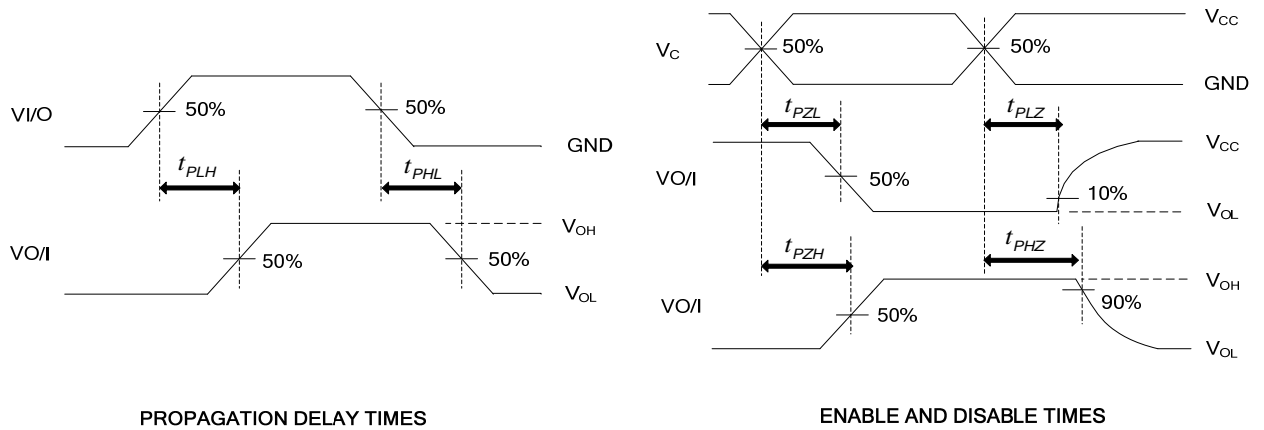 VI/O
50%
50%
GND
tPLH
tPHL
VO/I
50%
50%
VOH
VOL
PROPAGATION DELAY TIMES
VC
50%
50%
VCC
GND
tPZL
tPLZ
VO/I
50%
10%
VCC
VOL
tPZH
tPHZ
VO/I
50%
90%
VOH
VOL
ENABLE AND DISABLE TIMES